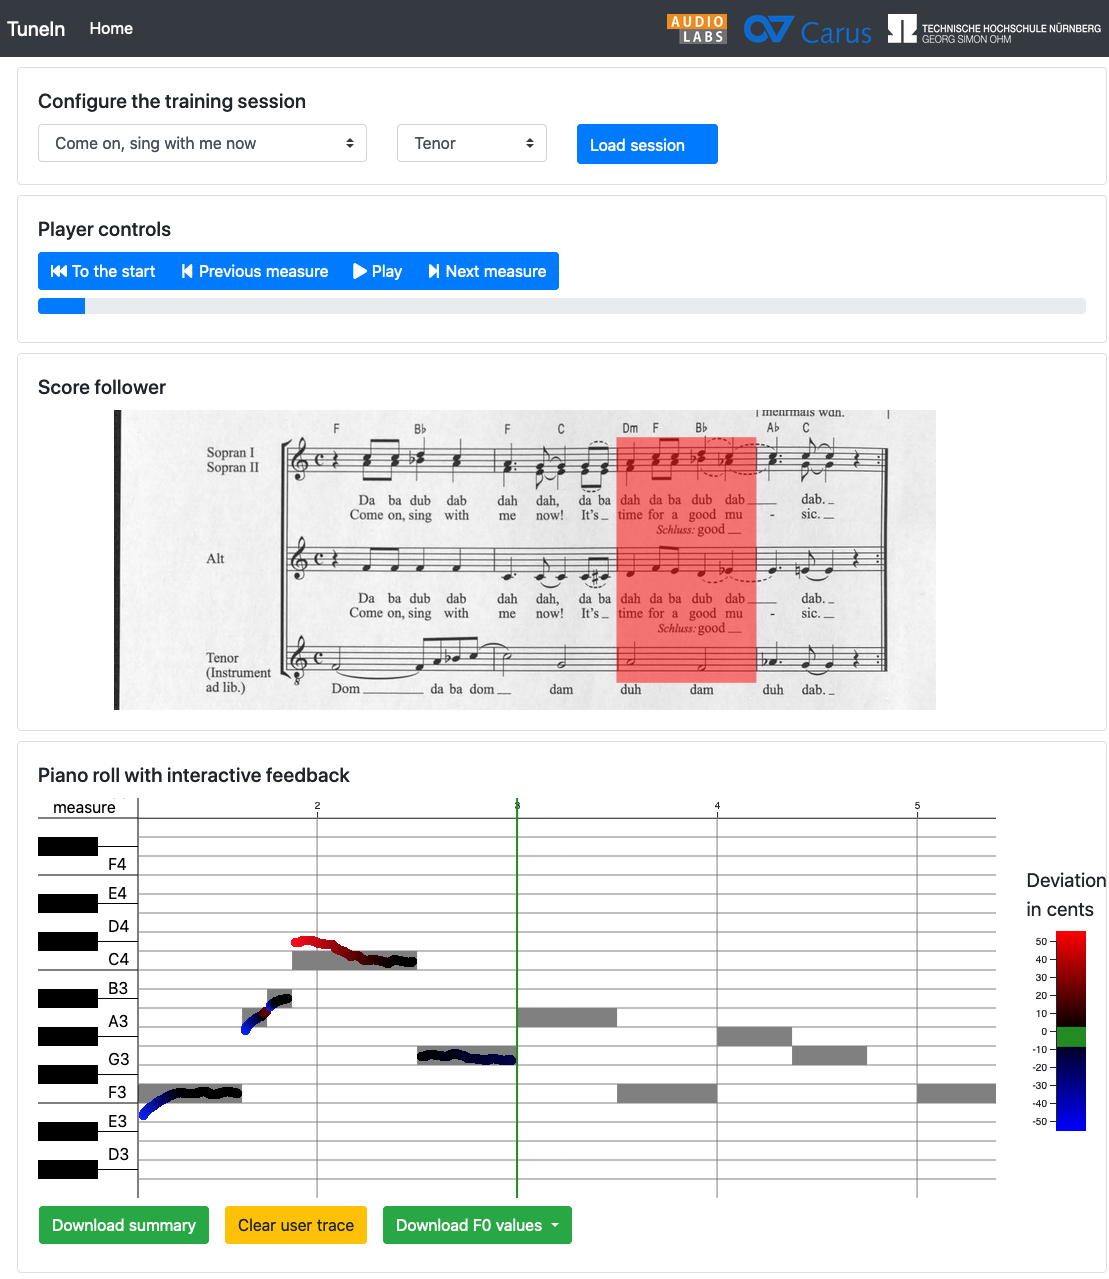 TuneIn Home
AUDIO LABS
Carus
TECHNISCHE HOCHSCHULE NÜRNBERG
GEORG SIMON OHM
Configure the training session
Come on, sing with me now
Tenor
Load session
Player controls
To the start
Previous measure
Play
Next measure
Score follower
mehrmals wdh.
F B♭ F C Dm F B♭ A♭ C
Sopran I
Sopran II
Da ba dub dab dah dah, da ba dah da ba dub dab dab.
Come on, sing with me now! It's time for a good mu - sic.
Schluss: good
Alt
Da ba dub dab dah dah, da ba dah da ba dub dab dab.
Come on, sing with me now! It's time for a good mu - sic.
Schluss: good
Tenor
(Instrument
ad lib.)
8
Dom da ba dom dam duh dam duh dab.
Piano roll with interactive feedback
measure
2 3 4 5
F4
E4
D4
C4
B3
A3
G3
F3
E3
D3
Deviation
in cents
50
40
30
20
10
0
-10
-20
-30
-40
-50
Download summary
Clear user trace
Download F0 values